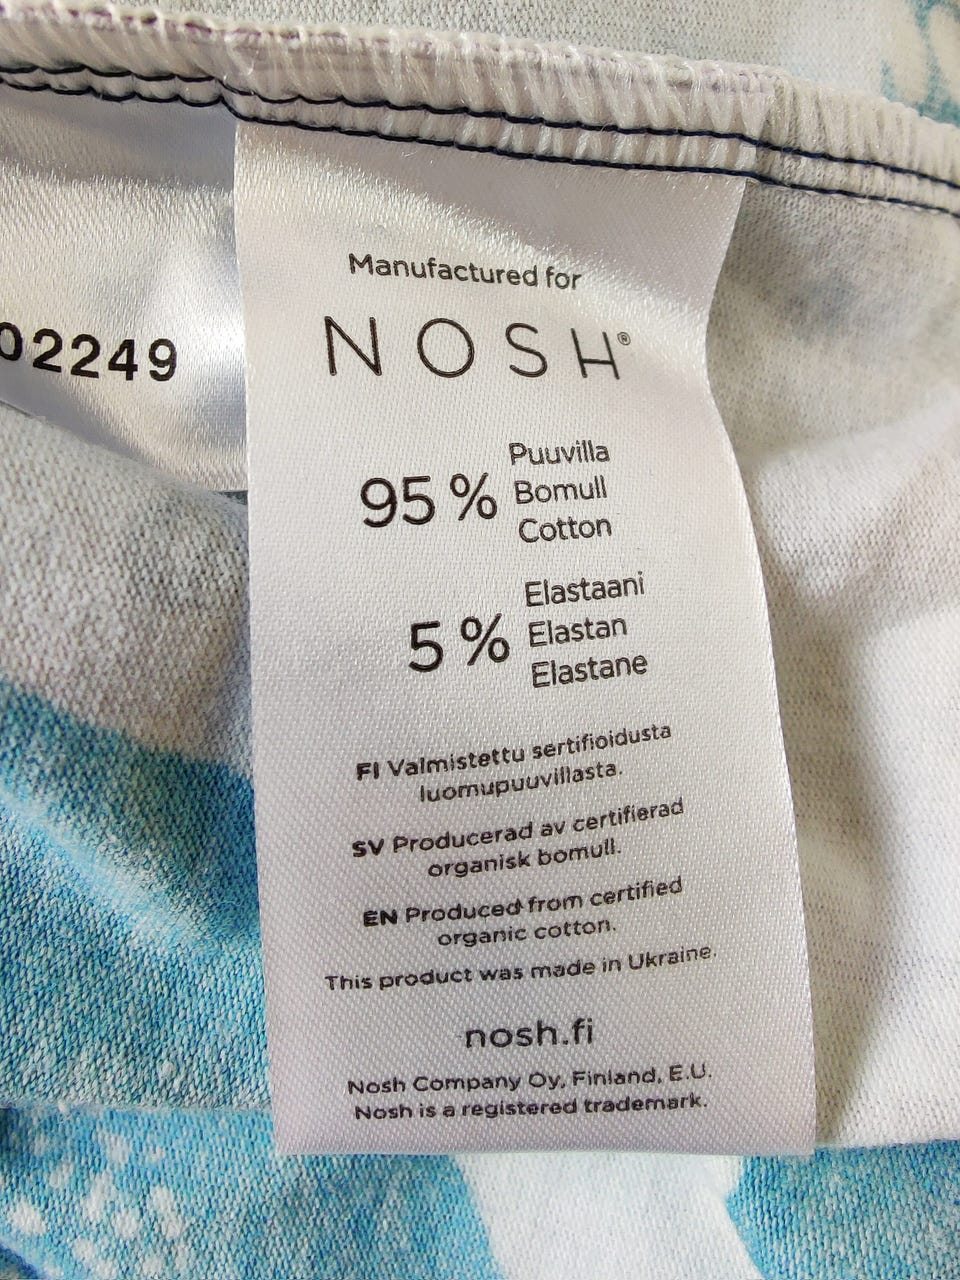 Manufactured for
NOSH®
02249
95 %
Puuvilla
Bomull
Cotton
5 %
Elastaani
Elastan
Elastane
FI Valmistettu sertifioidusta
luomupuuvillasta.
SV Producerad av certifierad
organisk bomull.
EN Produced from certified
organic cotton.
This product was made in Ukraine.
nosh.fi
Nosh Company Oy, Finland, E.U.
Nosh is a registered trademark.